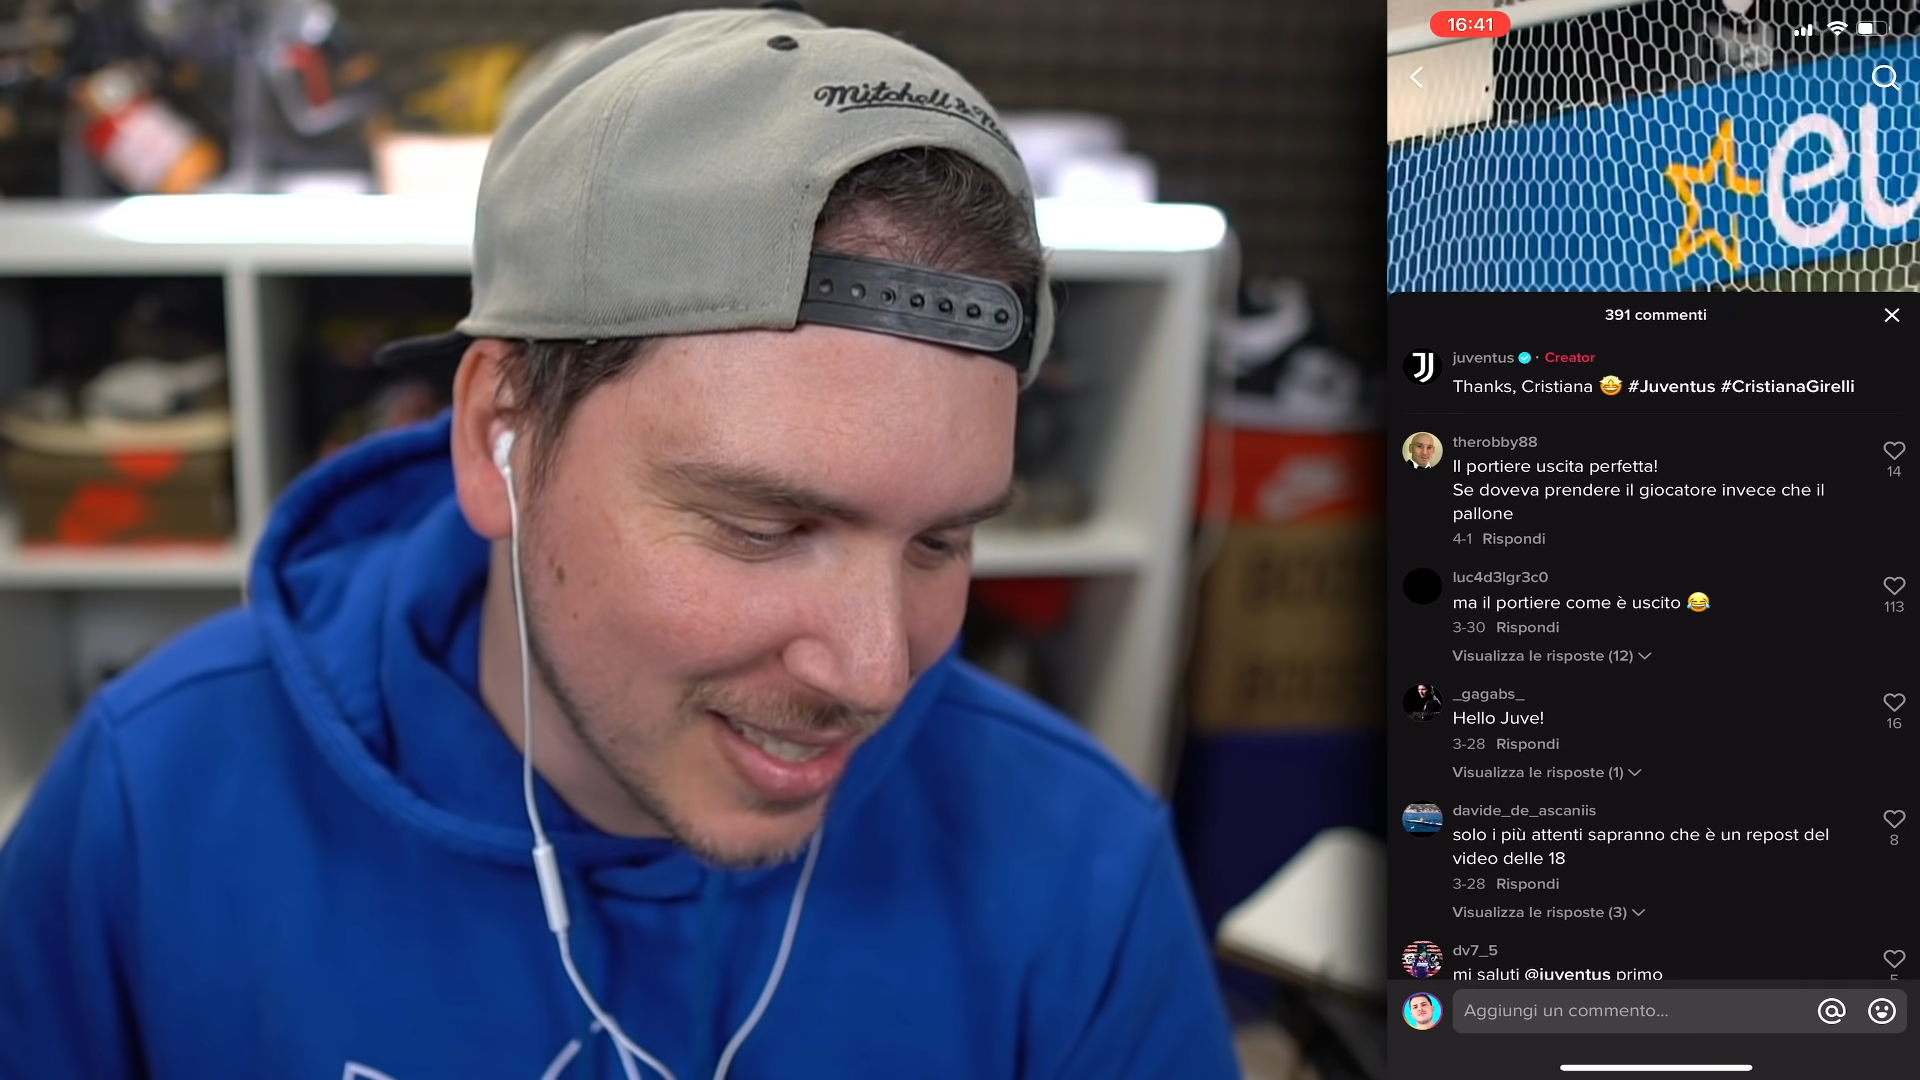 Mitchell &
16:41
eu
391 commenti
juventus · Creator
Thanks, Cristiana 🤩 #Juventus #CristianaGirelli
therobby88
Il portiere uscita perfetta!
Se doveva prendere il giocatore invece che il
pallone
14
4-1 Rispondi
luc4d3lgr3c0
ma il portiere come è uscito 😂
113
3-30 Rispondi
Visualizza le risposte (12)
_gagabs_
Hello Juve!
16
3-28 Rispondi
Visualizza le risposte (1)
davide_de_ascaniis
solo i più attenti sapranno che è un repost del
video delle 18
8
3-28 Rispondi
Visualizza le risposte (3)
dv7_5
mi saluti @juventus primo
Aggiungi un commento...